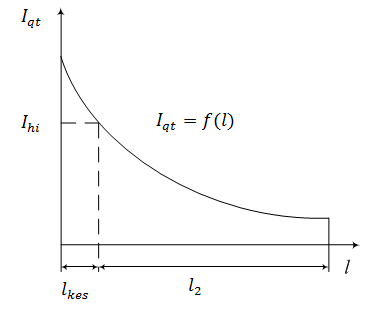 I_qt
I_hi
I_qt = f(l)
l
l_kes
l_2